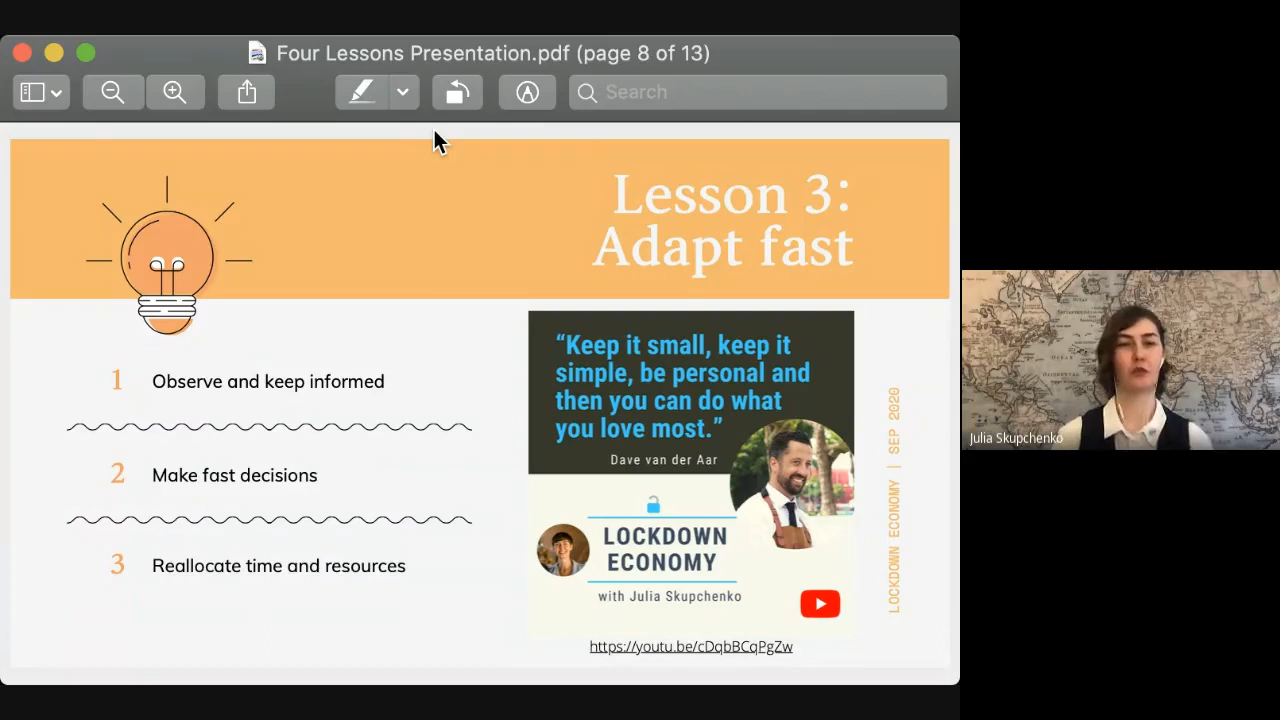 Four Lessons Presentation.pdf (page 8 of 13)
Search
Lesson 3:
Adapt fast
1 Observe and keep informed
2 Make fast decisions
3 Reallocate time and resources
“Keep it small, keep it
simple, be personal and
then you can do what
you love most.”
Dave van der Aar
LOCKDOWN
ECONOMY
with Julia Skupchenko
https://youtu.be/cDqbBCqPgZw
LOCKDOWN ECONOMY | SEP 2020
Julia Skupchenko